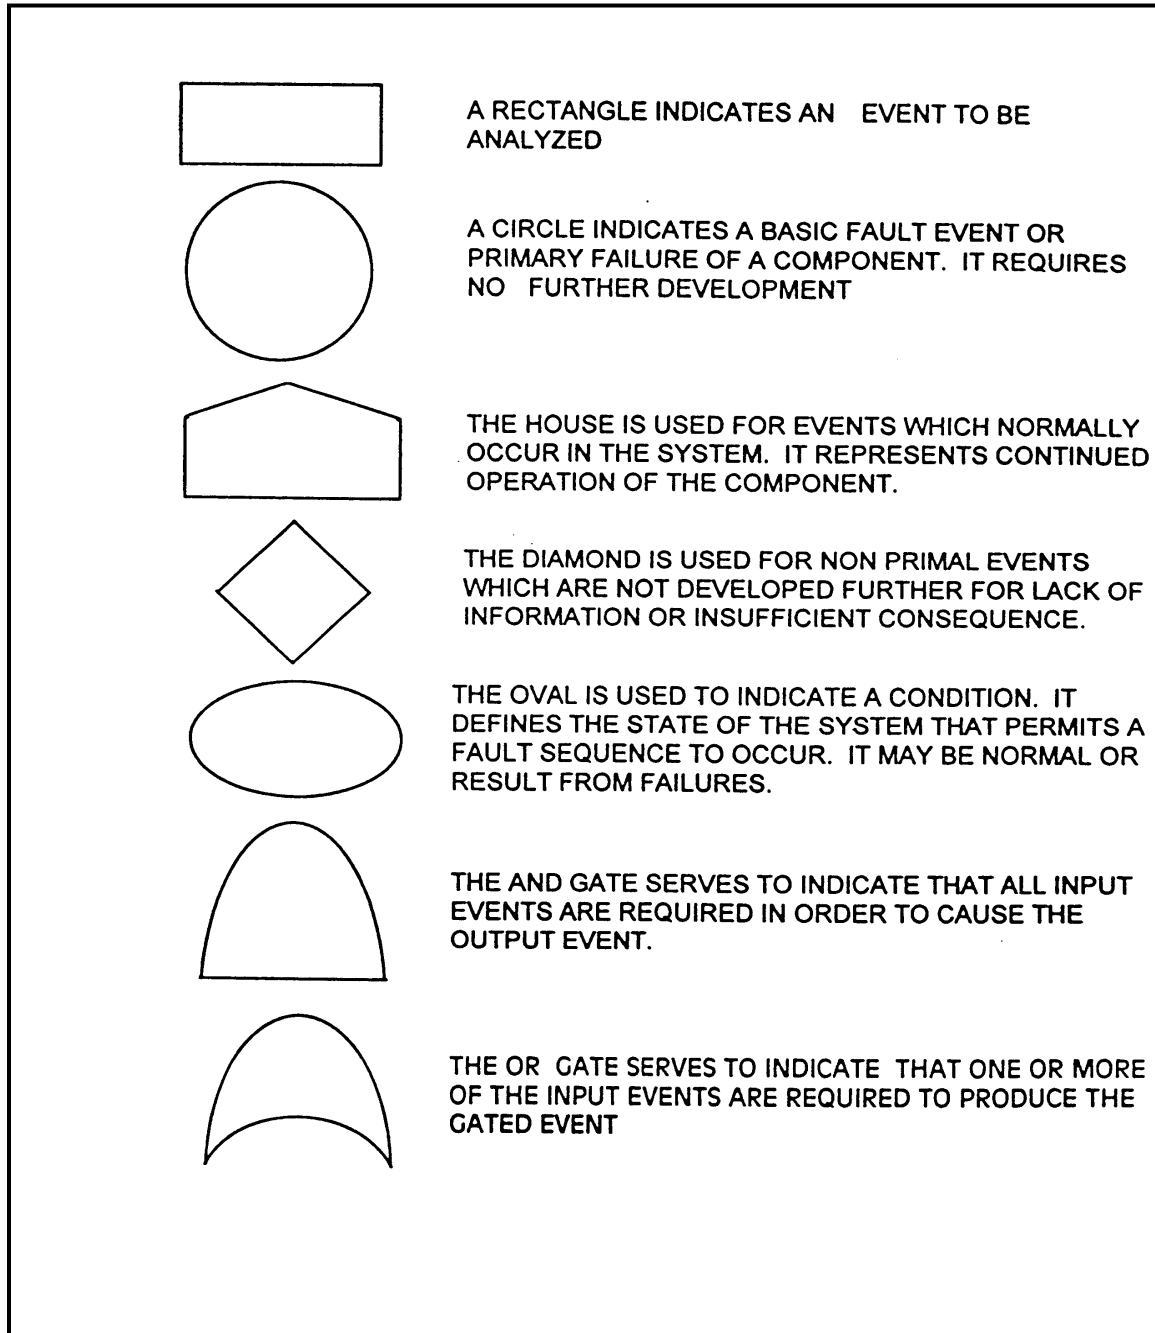 A RECTANGLE INDICATES AN EVENT TO BE
ANALYZED
A CIRCLE INDICATES A BASIC FAULT EVENT OR
PRIMARY FAILURE OF A COMPONENT. IT REQUIRES
NO FURTHER DEVELOPMENT
THE HOUSE IS USED FOR EVENTS WHICH NORMALLY
OCCUR IN THE SYSTEM. IT REPRESENTS CONTINUED
OPERATION OF THE COMPONENT.
THE DIAMOND IS USED FOR NON PRIMAL EVENTS
WHICH ARE NOT DEVELOPED FURTHER FOR LACK OF
INFORMATION OR INSUFFICIENT CONSEQUENCE.
THE OVAL IS USED TO INDICATE A CONDITION. IT
DEFINES THE STATE OF THE SYSTEM THAT PERMITS A
FAULT SEQUENCE TO OCCUR. IT MAY BE NORMAL OR
RESULT FROM FAILURES.
THE AND GATE SERVES TO INDICATE THAT ALL INPUT
EVENTS ARE REQUIRED IN ORDER TO CAUSE THE
OUTPUT EVENT.
THE OR GATE SERVES TO INDICATE THAT ONE OR MORE
OF THE INPUT EVENTS ARE REQUIRED TO PRODUCE THE
GATED EVENT